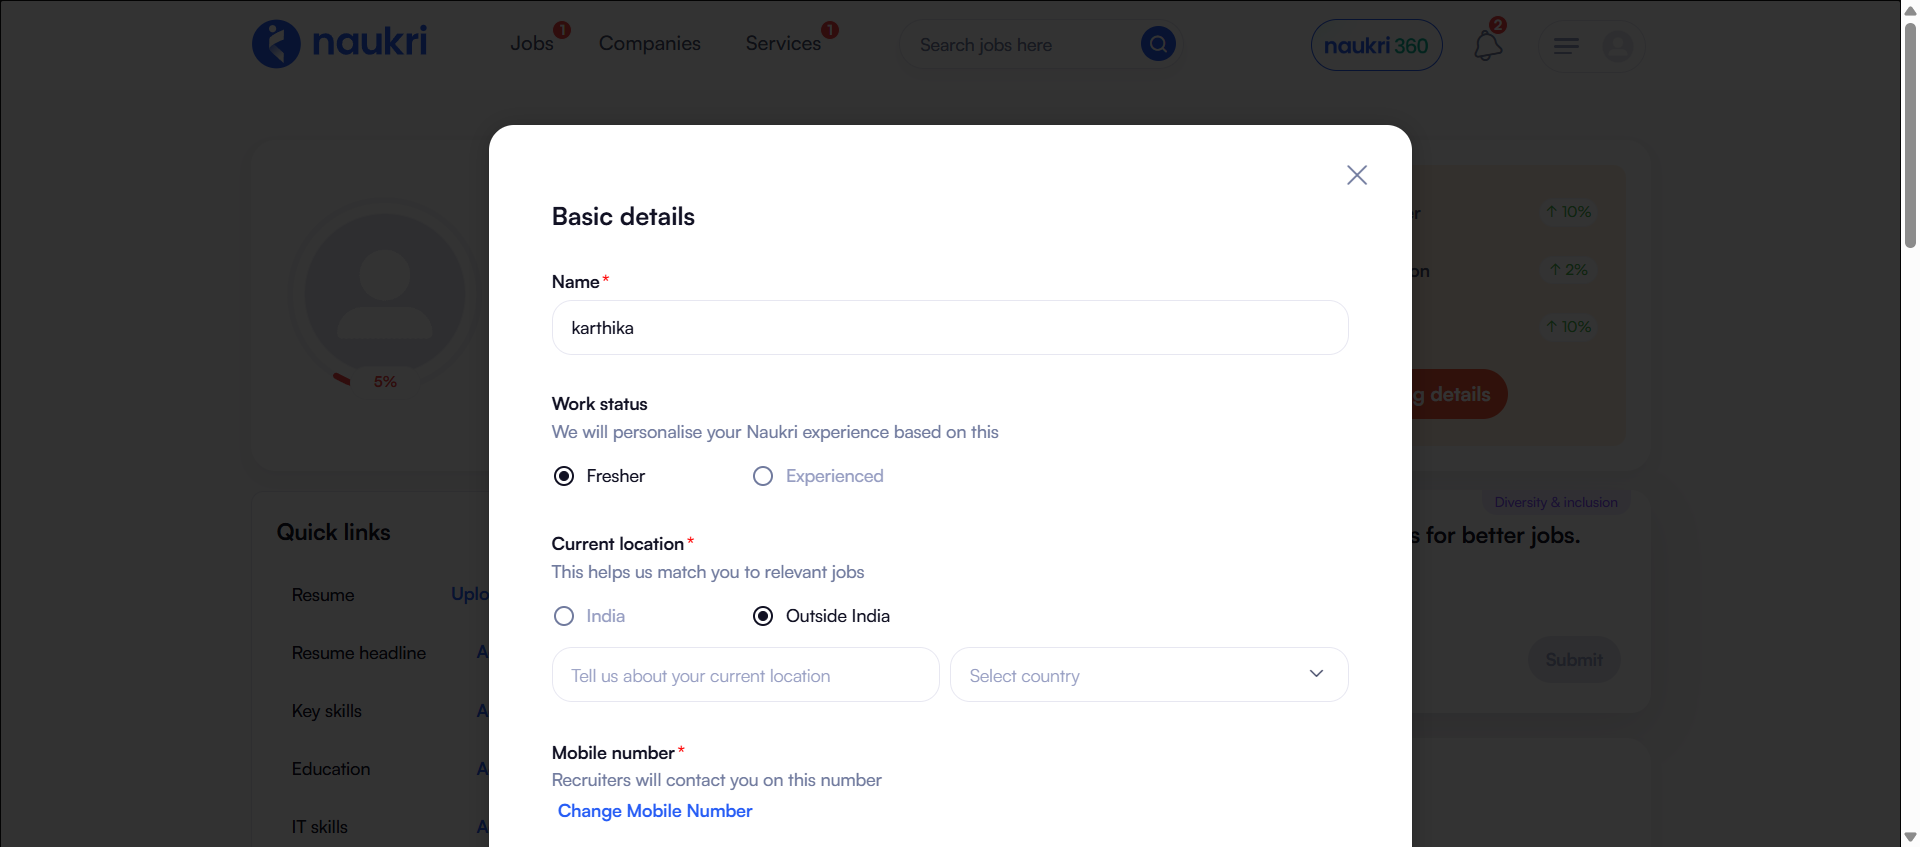 naukri
Jobs 1
Companies
Services 1
Search jobs here
naukri 360
2
Basic details
Name*
karthika
Work status
We will personalise your Naukri experience based on this
Fresher
Experienced
Current location*
This helps us match you to relevant jobs
India
Outside India
Tell us about your current location
Select country
Mobile number*
Recruiters will contact you on this number
Change Mobile Number
5%
Quick links
Resume
Uplo
Resume headline
A
Key skills
A
Education
A
IT skills
A
r
↑ 10%
on
↑ 2%
↑ 10%
g details
Diversity & inclusion
s for better jobs.
Submit